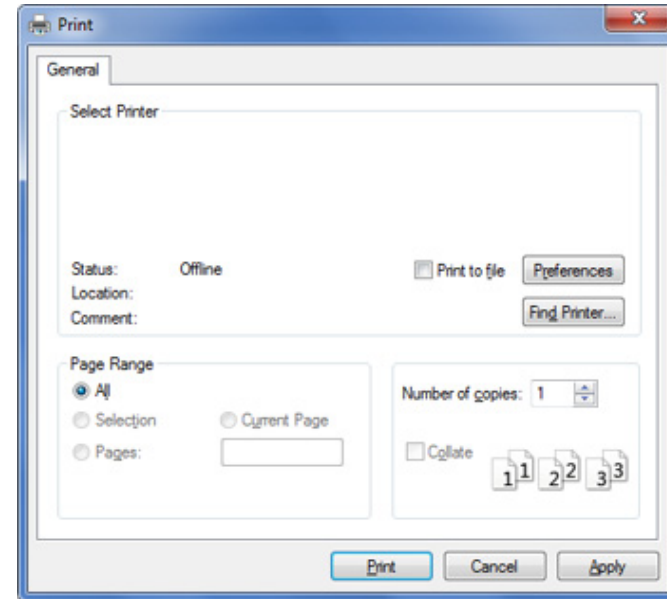 Print
General
Select Printer
Status: Offline
Print to file
Preferences
Location:
Comment:
Find Printer...
Page Range
All
Selection
Current Page
Pages:
Number of copies: 1
Collate
1 1 2 2 3 3
Print Cancel Apply